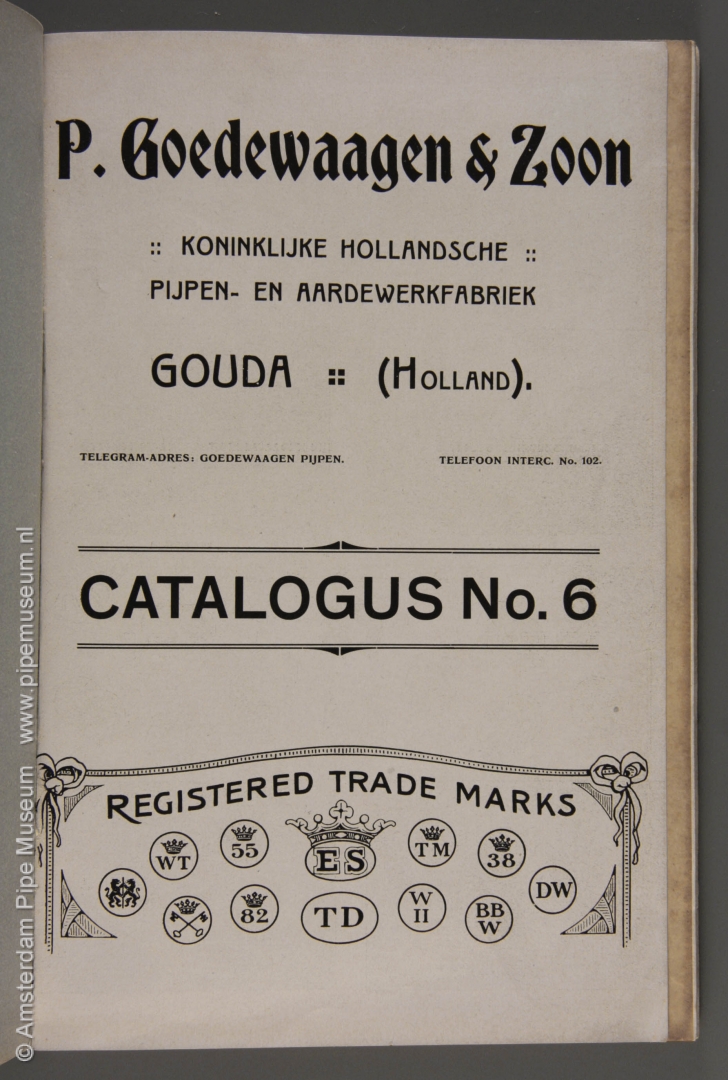 P. Goedewaagen & Zoon
:: KONINKLIJKE HOLLANDSCHE ::
PIJPEN- EN AARDEWERKFABRIEK
GOUDA :: (HOLLAND).
TELEGRAM-ADRES: GOEDEWAAGEN PIJPEN. TELEFOON INTERC. No. 102.
CATALOGUS No. 6
REGISTERED TRADE MARKS
WT
55
ES
TM
38
82
TD
W
II
BB
W
DW
© Amsterdam Pipe Museum www.pipemuseum.nl